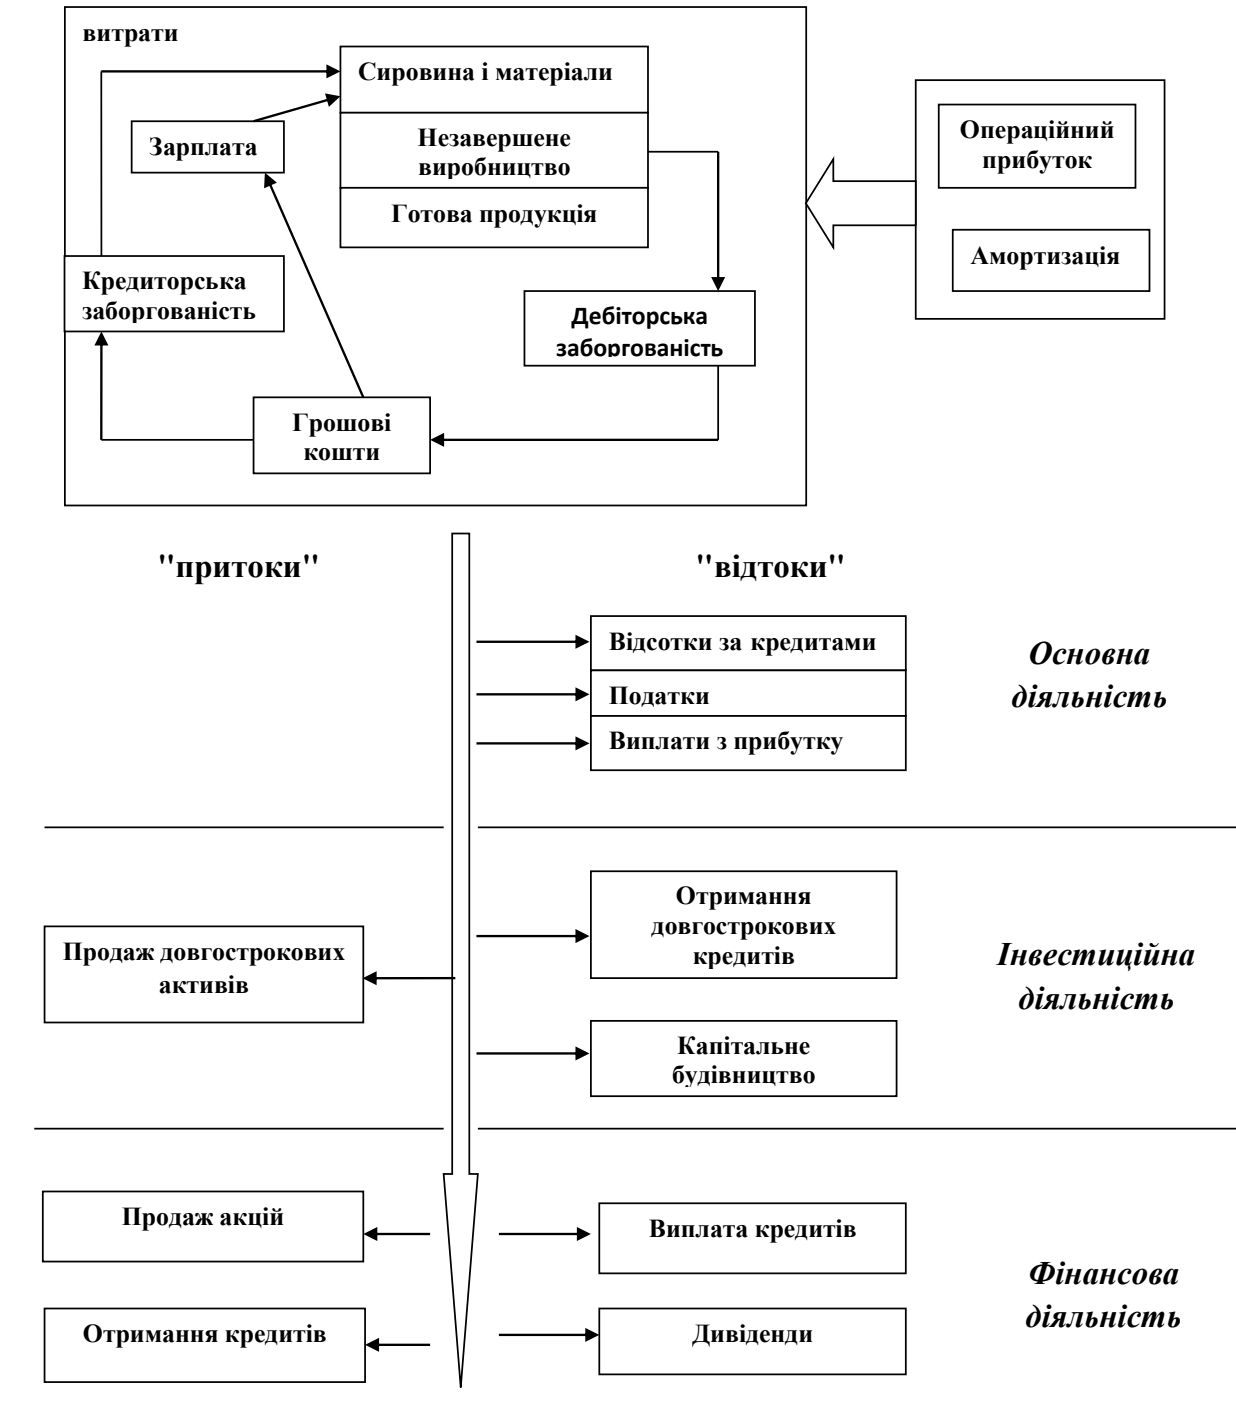 витрати
Сировина і матеріали
Зарплата
Незавершене
виробництво
Готова продукція
Операційний
прибуток
Амортизація
Кредиторська
заборгованість
Дебіторська
заборгованість
Грошові
кошти
"притоки"
"відтоки"
Відсотки за кредитами
Податки
Виплати з прибутку
Основна
діяльність
Продаж довгострокових
активів
Отримання
довгострокових
кредитів
Капітальне
будівництво
Інвестиційна
діяльність
Продаж акцій
Виплата кредитів
Отримання кредитів
Дивіденди
Фінансова
діяльність